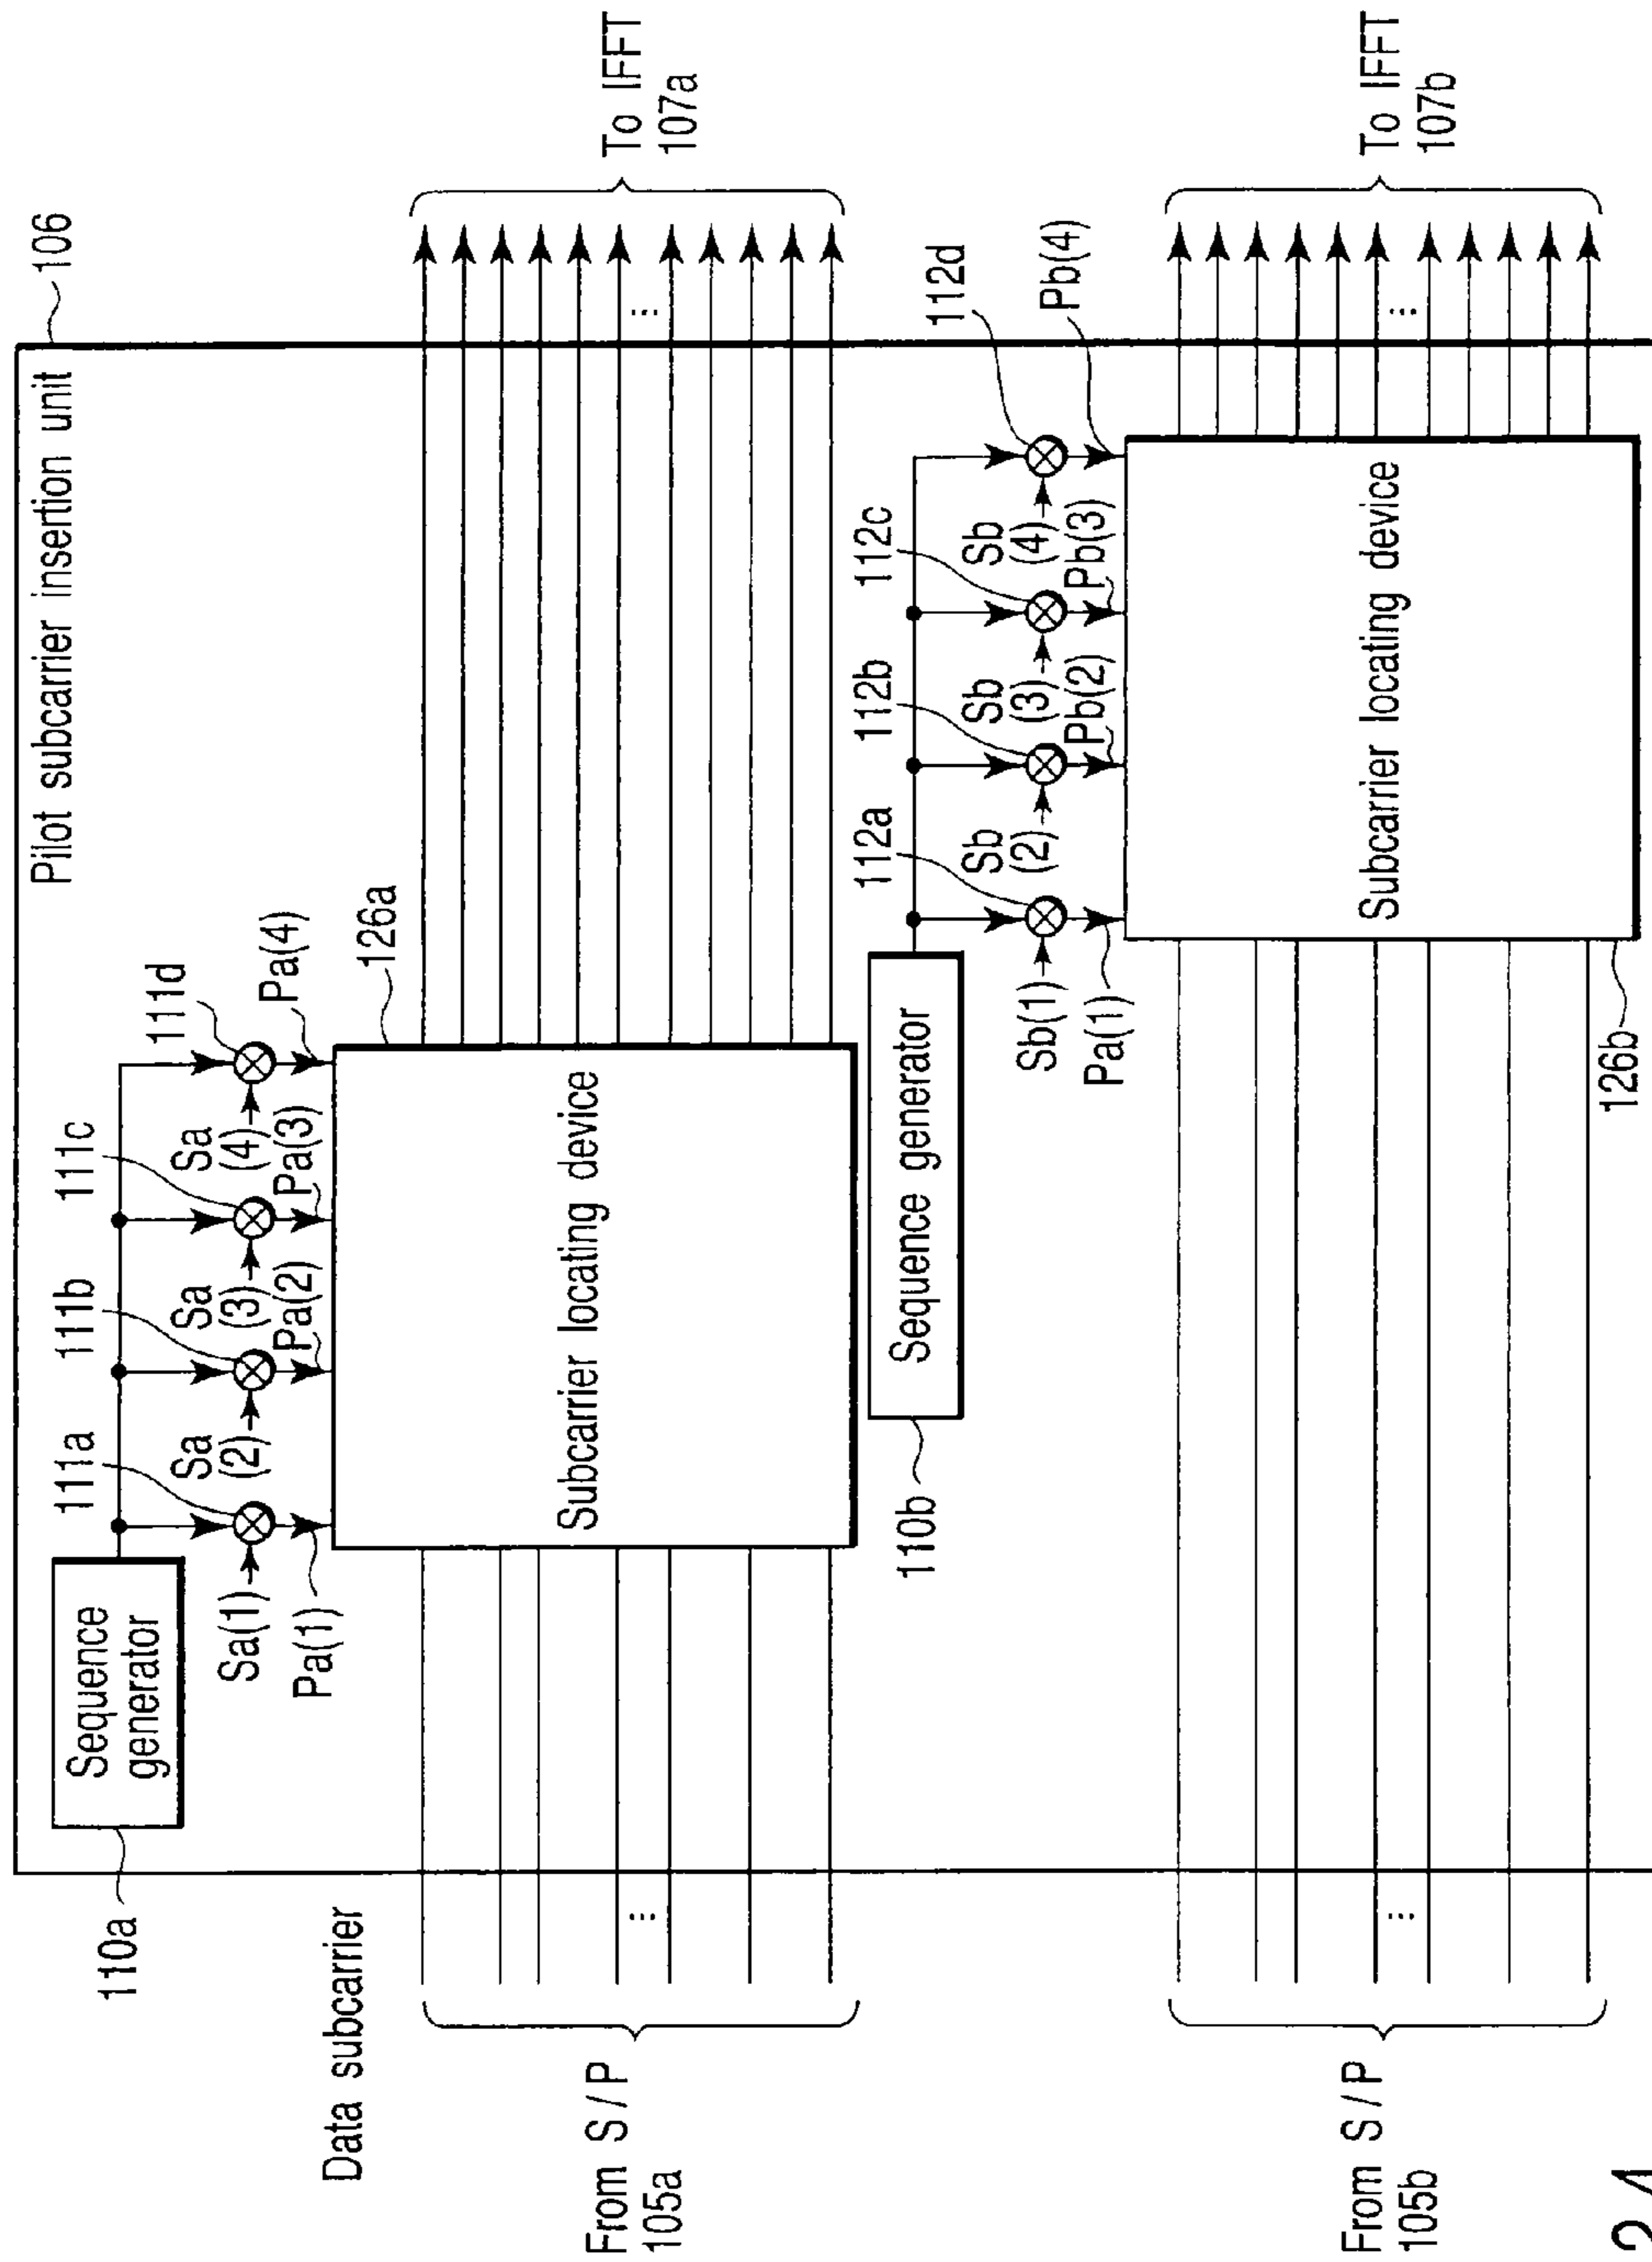 Pilot subcarrier insertion unit
106
110a
Sequence
generator
111a
111b
111c
111d
Sa(1)
Sa
(2)
Sa
(3)
Sa
(4)
Pa(1)
Pa(2)
Pa(3)
Pa(4)
126a
Subcarrier locating device
Data subcarrier
From S/P
105a
To IFFT
107a
110b
Sequence generator
112a
112b
112c
112d
Sb(1)
Sb
(2)
Sb
(3)
Sb
(4)
Pa(1)
Pb(2)
Pb(3)
Pb(4)
Subcarrier locating device
126b
From S/P
105b
To IFFT
107b